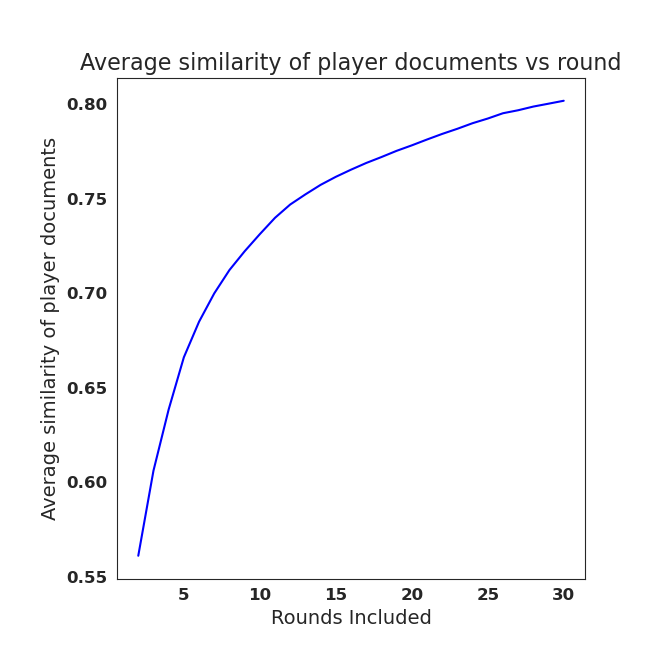 Average similarity of player documents vs round
Average similarity of player documents
0.80
0.75
0.70
0.65
0.60
0.55
5 10 15 20 25 30
Rounds Included